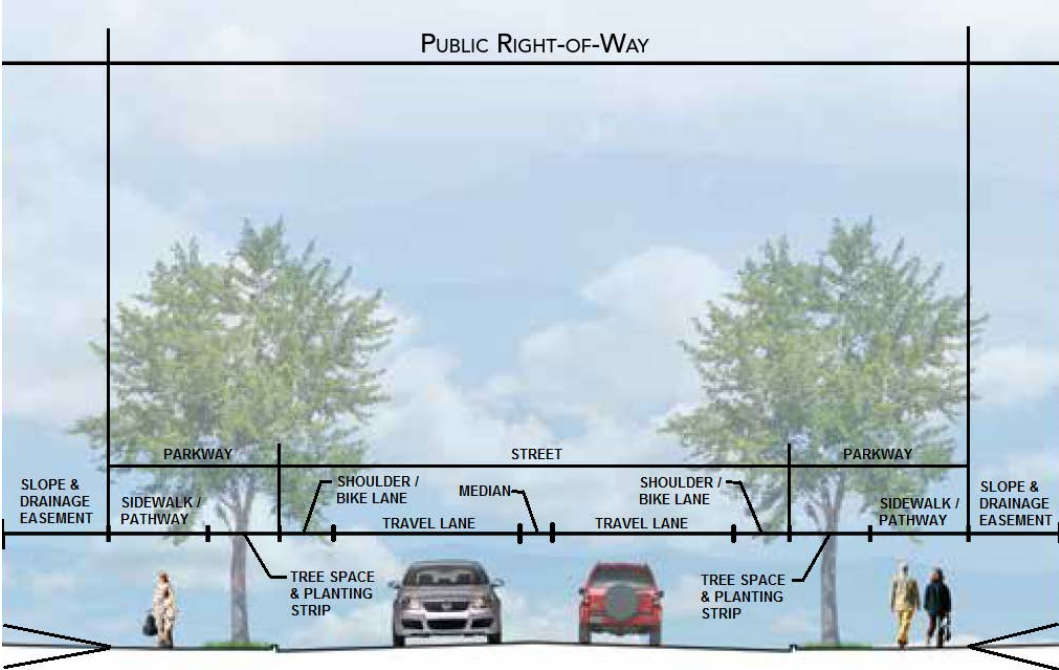 PUBLIC RIGHT-OF-WAY
PARKWAY
STREET
PARKWAY
SLOPE &
DRAINAGE
EASEMENT
SIDEWALK /
PATHWAY
SHOULDER /
BIKE LANE
MEDIAN
SHOULDER /
BIKE LANE
SIDEWALK /
PATHWAY
SLOPE &
DRAINAGE
EASEMENT
TRAVEL LANE
TRAVEL LANE
TREE SPACE
& PLANTING
STRIP
TREE SPACE
& PLANTING
STRIP